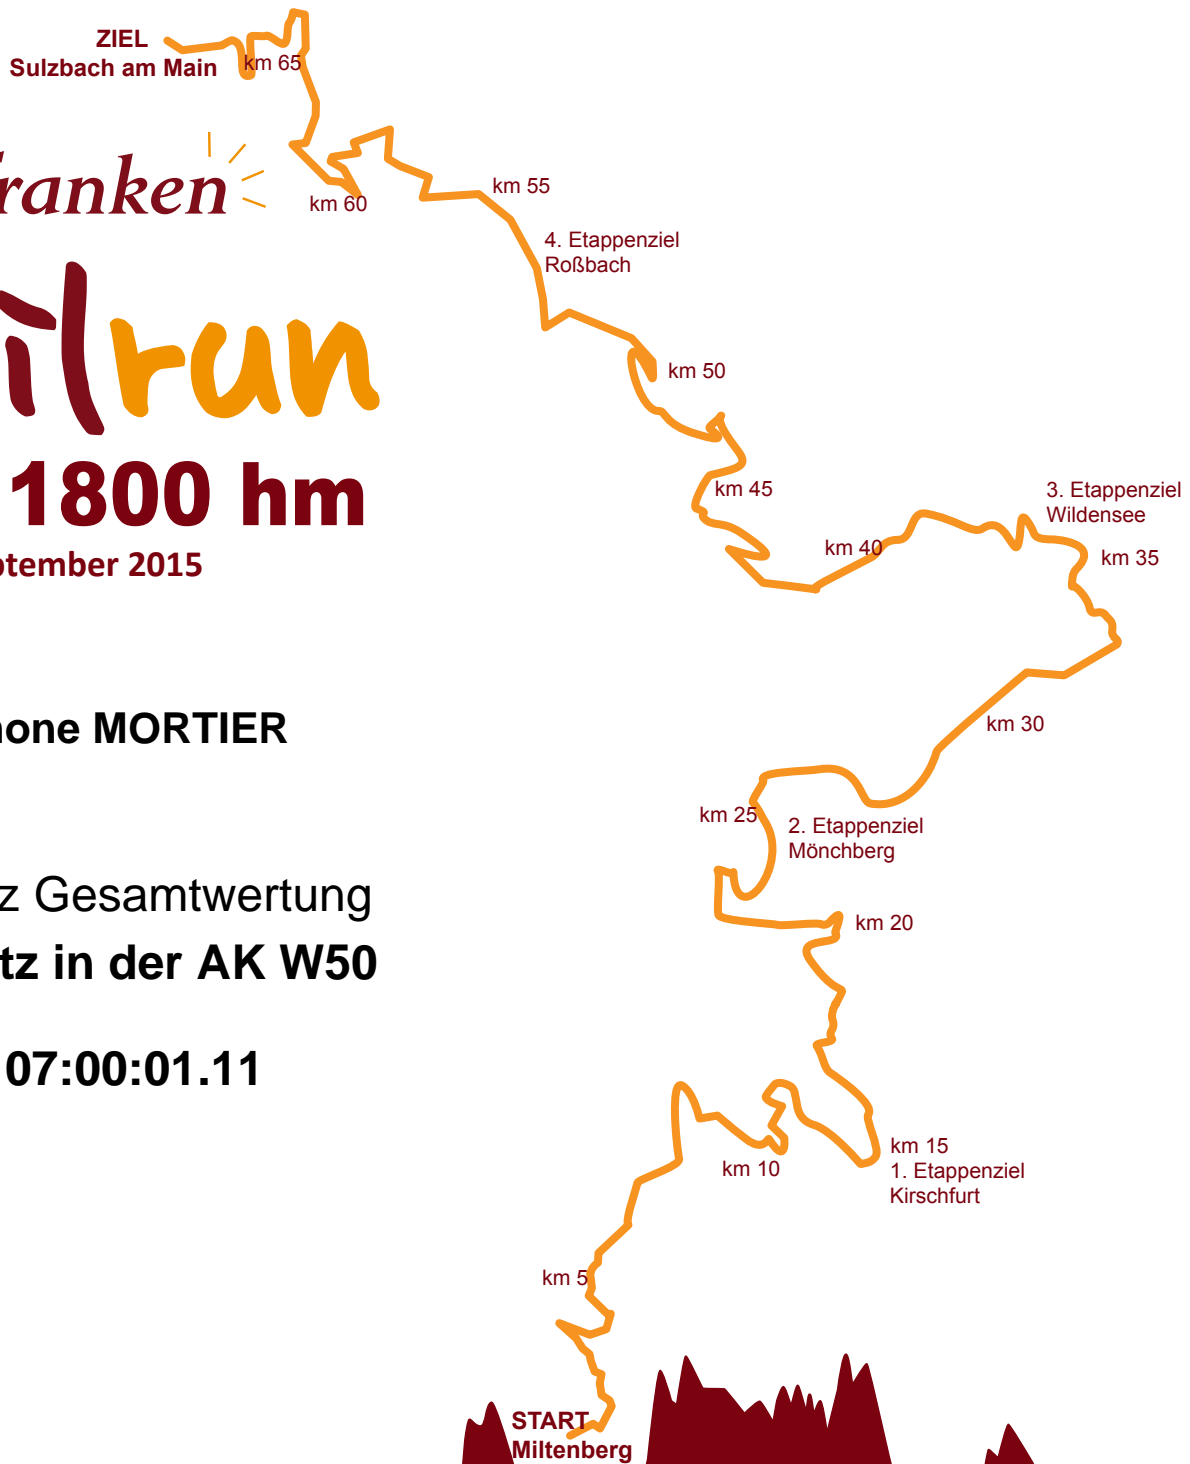 ZIEL
Sulzbach am Main
km 65
km 60
km 55
4. Etappenziel
Roßbach
ranken
ilrun
km 50
1800 hm
ptember 2015
km 45
km 40
3. Etappenziel
Wildensee
km 35
none MORTIER
km 30
km 25
2. Etappenziel
Mönchberg
z Gesamtwertung
tz in der AK W50
km 20
07:00:01.11
km 15
1. Etappenziel
Kirschfurt
km 10
km 5
START
Miltenberg